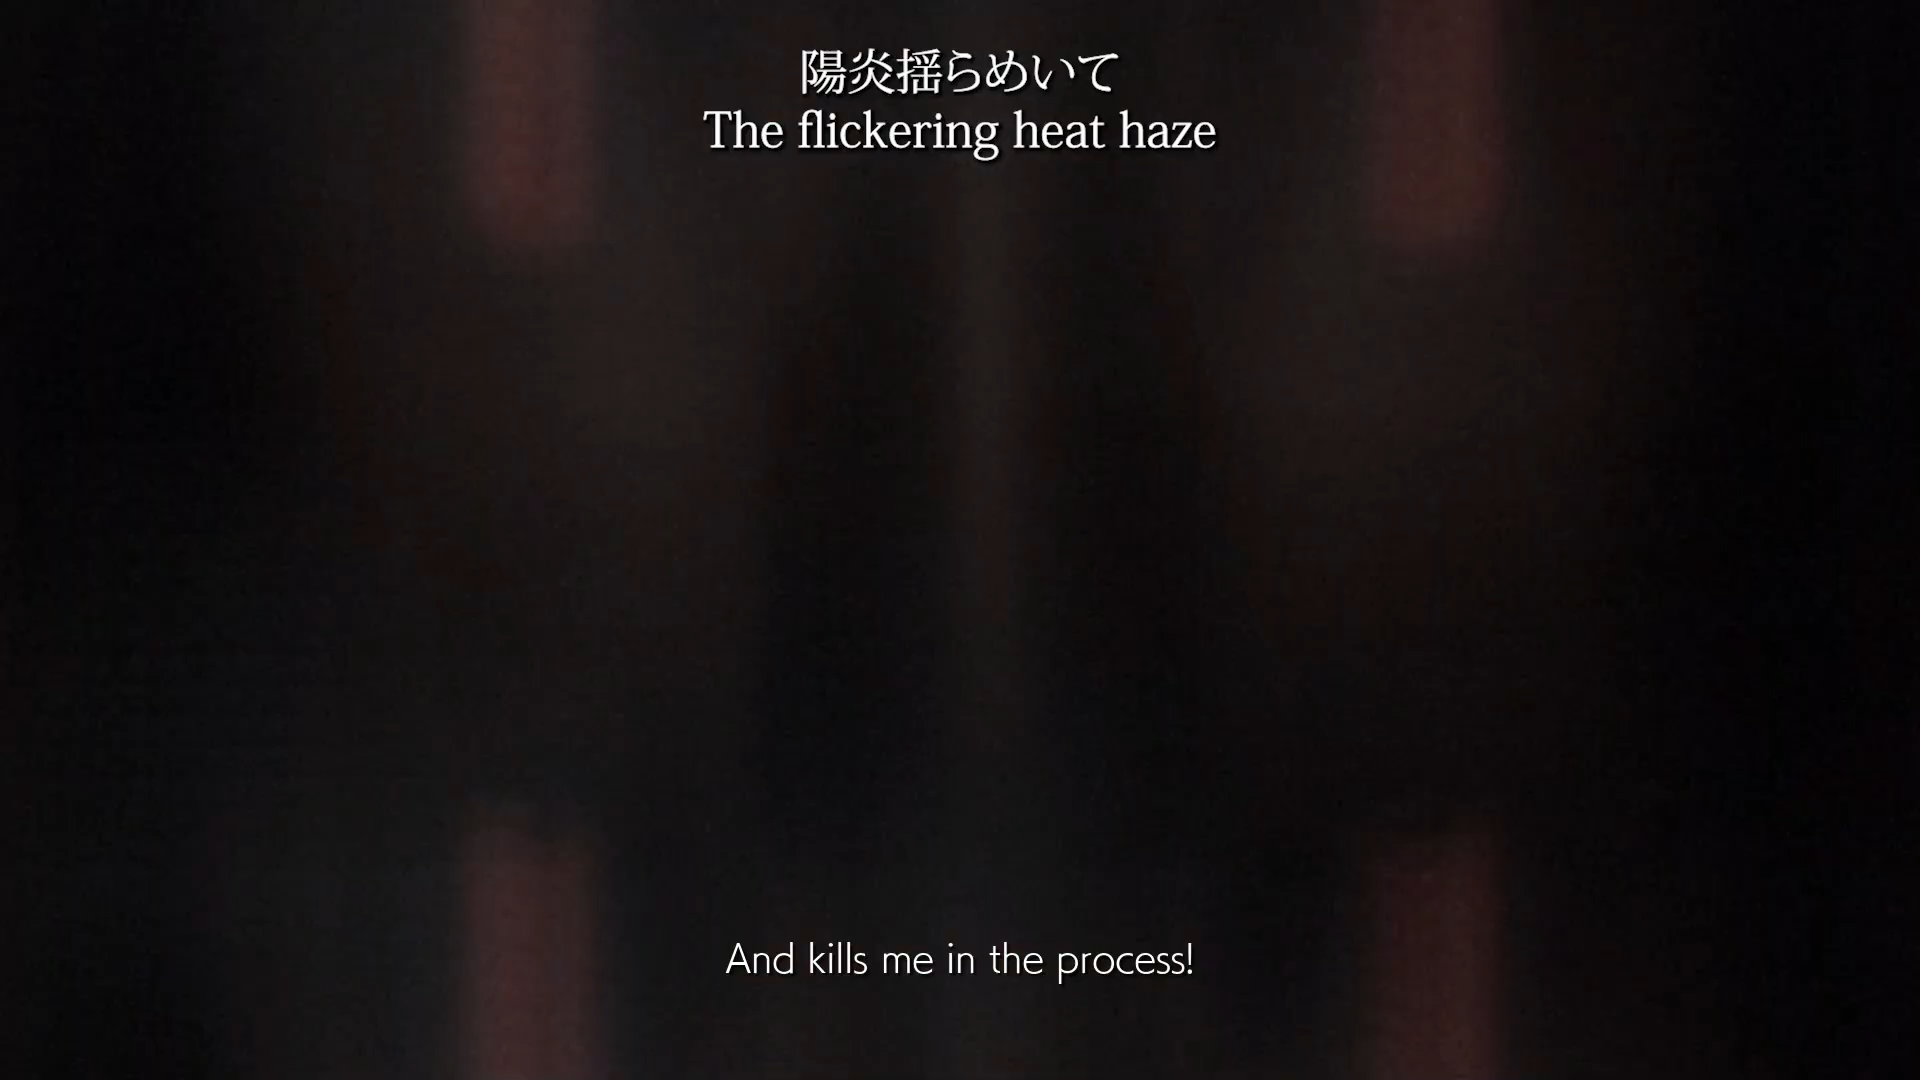 陽炎揺らめいて
The flickering heat haze
And kills me in the process!